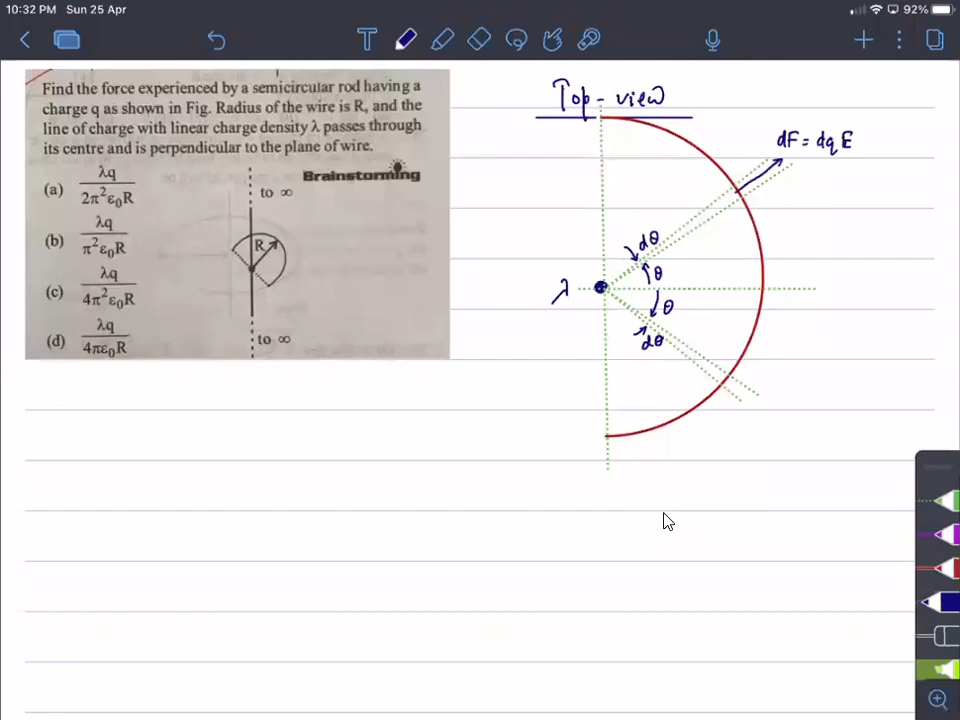 10:32 PM Sun 25 Apr
92%
Find the force experienced by a semicircular rod having a
charge q as shown in Fig. Radius of the wire is R, and the
line of charge with linear charge density λ passes through
its centre and is perpendicular to the plane of wire.
Brainstorming
(a) λq / 2π²ε₀R
(b) λq / π²ε₀R
(c) λq / 4π²ε₀R
(d) λq / 4πε₀R
to ∞
R
to ∞
Top-view
dF = dq E
dθ
θ
λ
θ
dθ
T